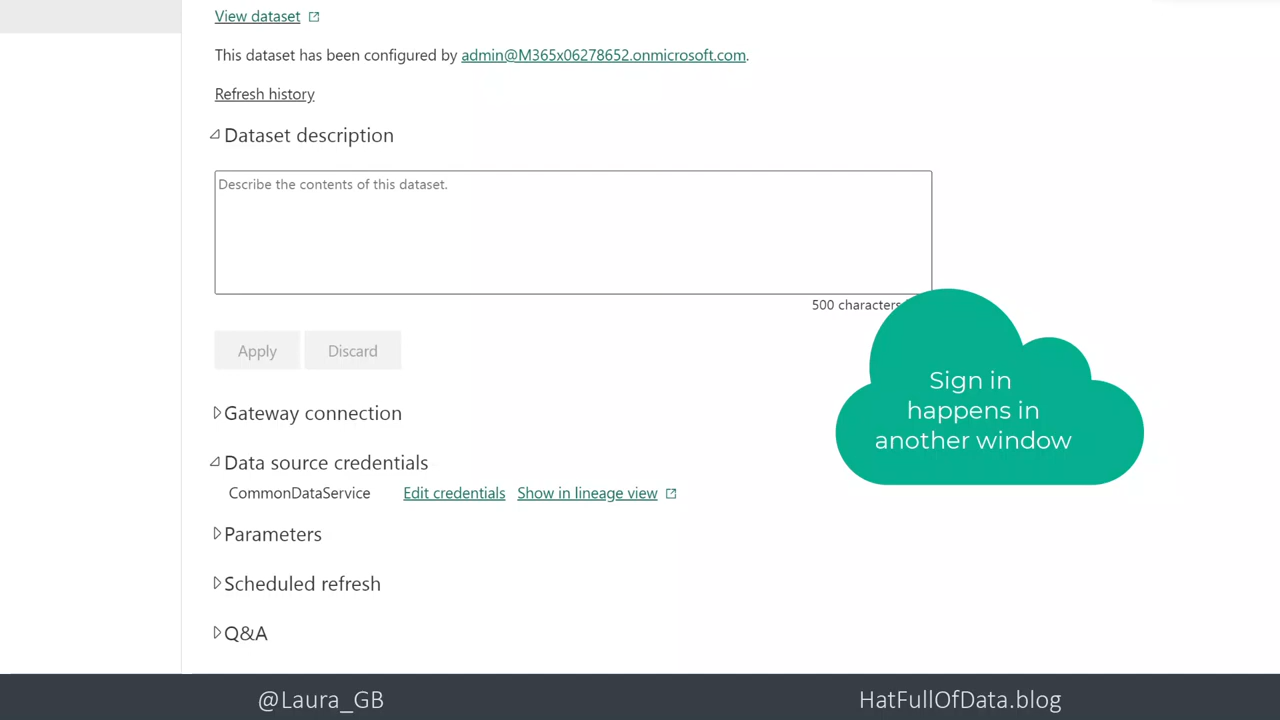 View dataset
This dataset has been configured by admin@M365x06278652.onmicrosoft.com.
Refresh history
Dataset description
Describe the contents of this dataset.
500 characters
Apply Discard
Sign in
happens in
another window
Gateway connection
Data source credentials
CommonDataService Edit credentials Show in lineage view
Parameters
Scheduled refresh
Q&A
@Laura_GB HatFullOfData.blog